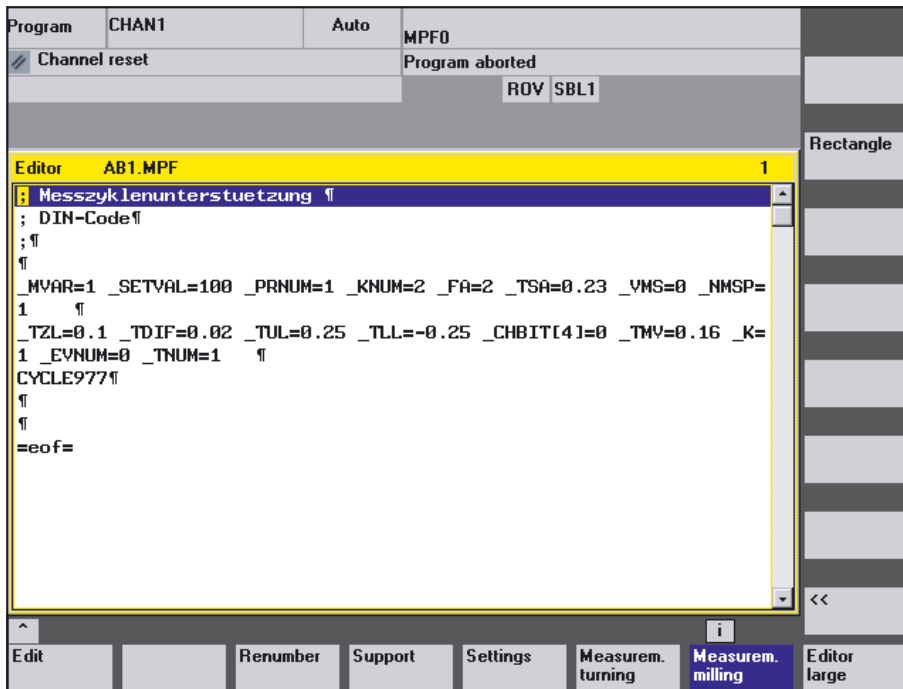 Program CHAN1 Auto MPF0
Channel reset Program aborted
ROV SBL1
Rectangle
Editor AB1.MPF 1
; Messzyklenunterstuetzung ¶
; DIN-Code¶
;¶
¶
_MVAR=1 _SETVAL=100 _PRNUM=1 _KNUM=2 _FA=2 _TSA=0.23 _VMS=0 _NMSP=
1 ¶
_TZL=0.1 _TDIF=0.02 _TUL=0.25 _TLL=-0.25 _CHBIT[4]=0 _TMV=0.16 _K=
1 _EVNUM=0 _TNUM=1 ¶
CYCLE977¶
¶
¶
=eof=
<<
^ i
Edit Renumber Support Settings Measurem. Measurem. Editor
turning milling large